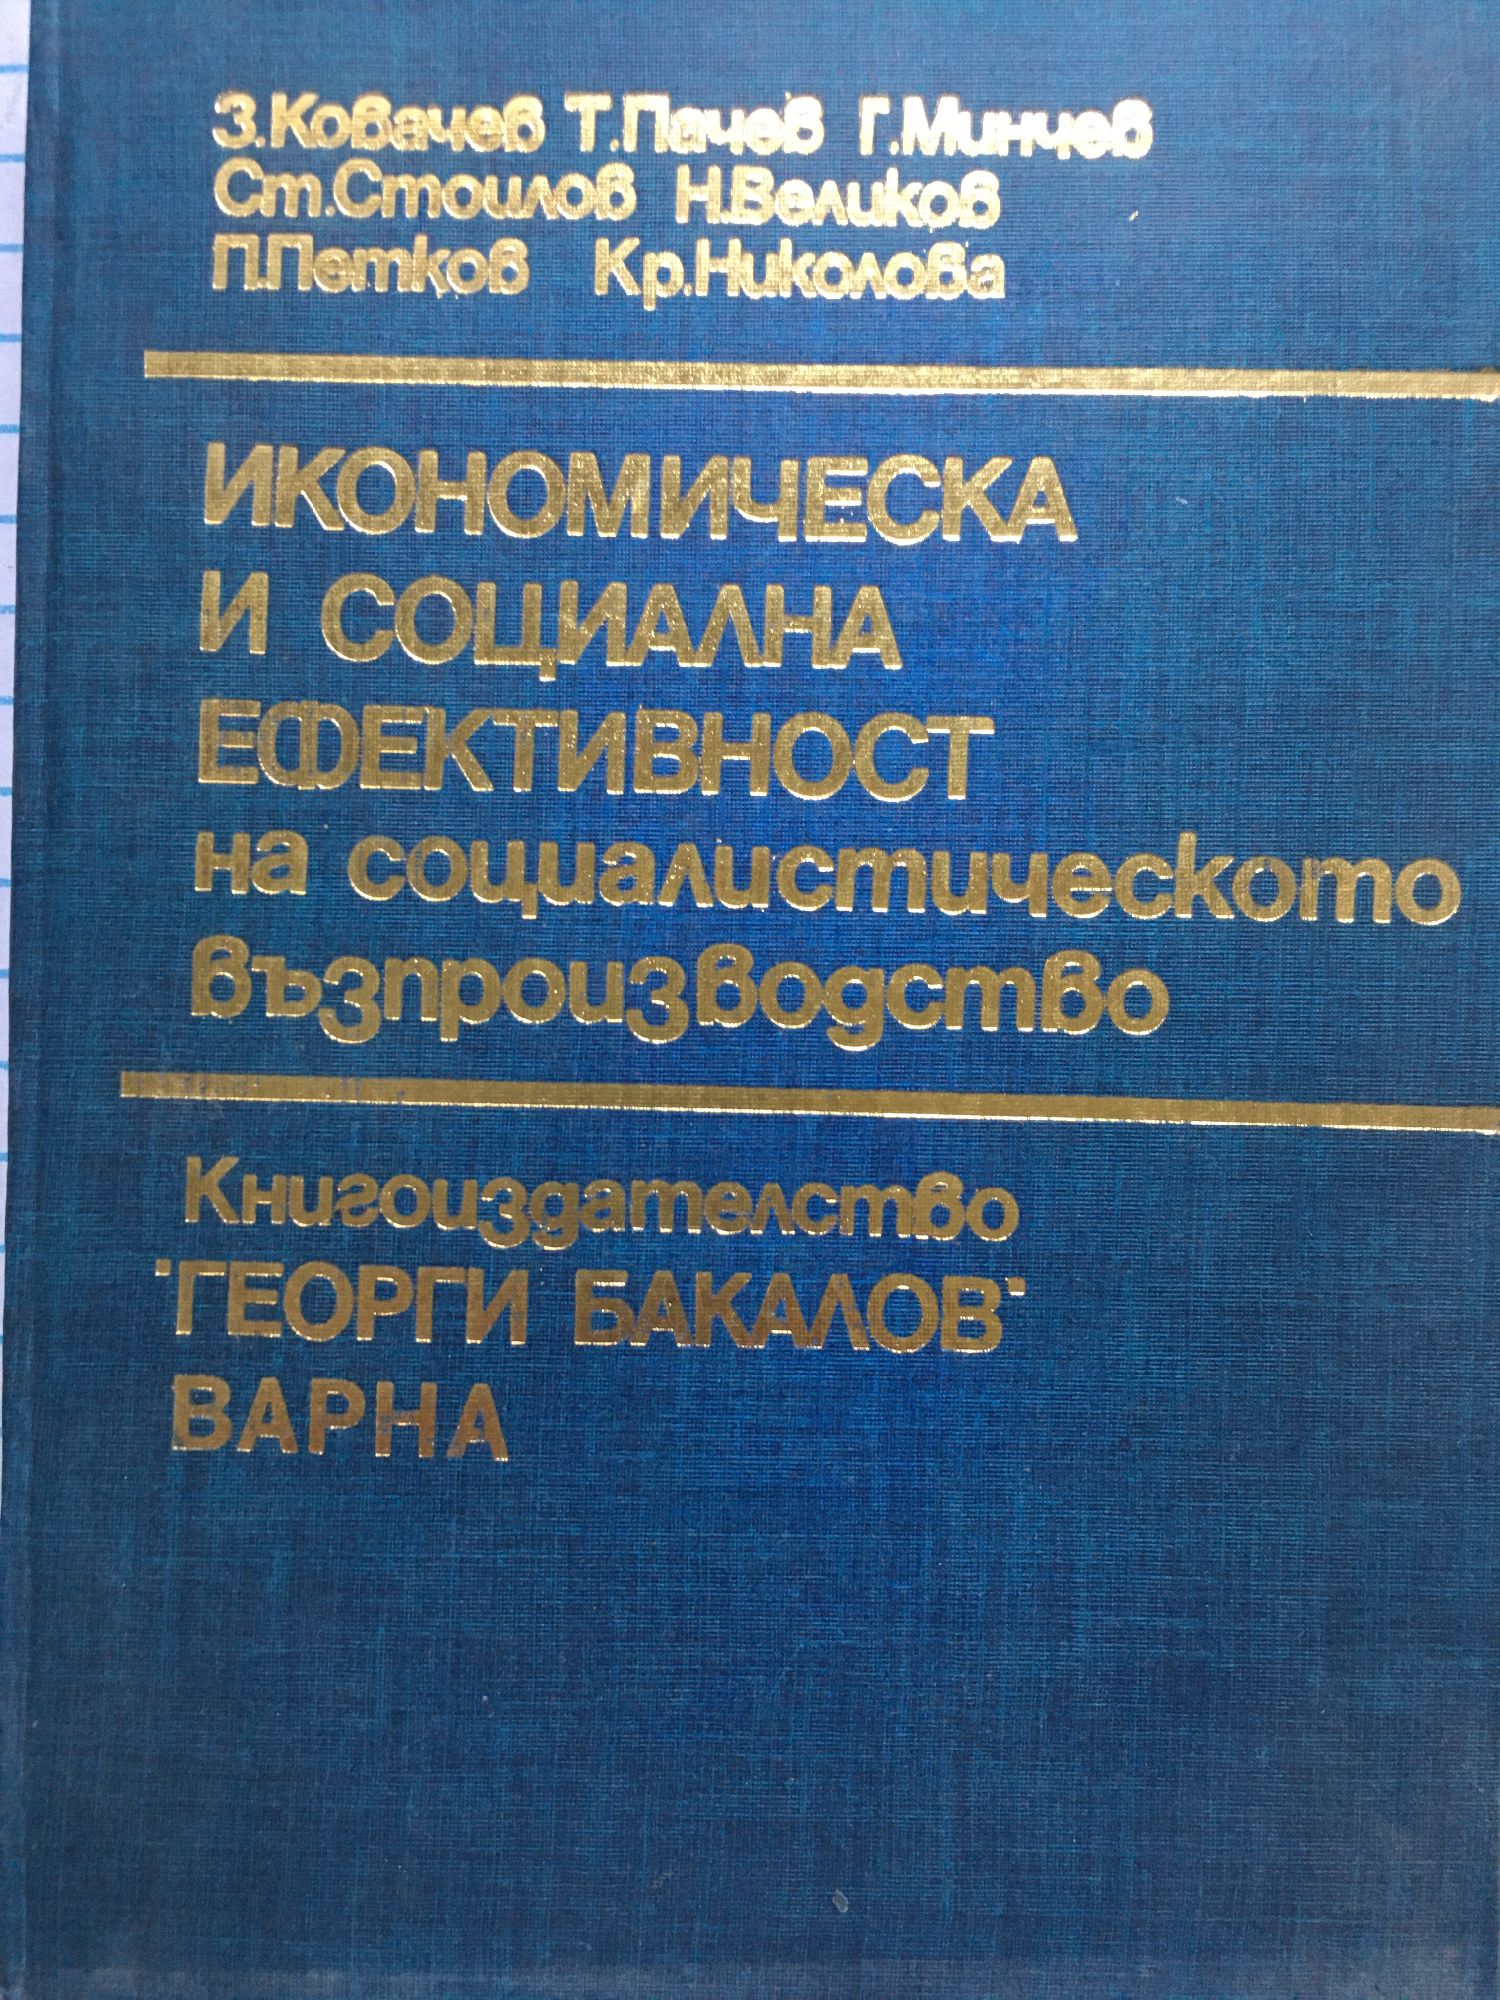 З.Ковачев Т.Пачев Г.Минчев
Ст.Стоилов Н.Великов
П.Петков Кр.Николова
ИКОНОМИЧЕСКА
И СОЦИАЛНА
ЕФЕКТИВНОСТ
на социалистическото
възпроизводство
Книгоиздателство
"ГЕОРГИ БАКАЛОВ"
ВАРНА